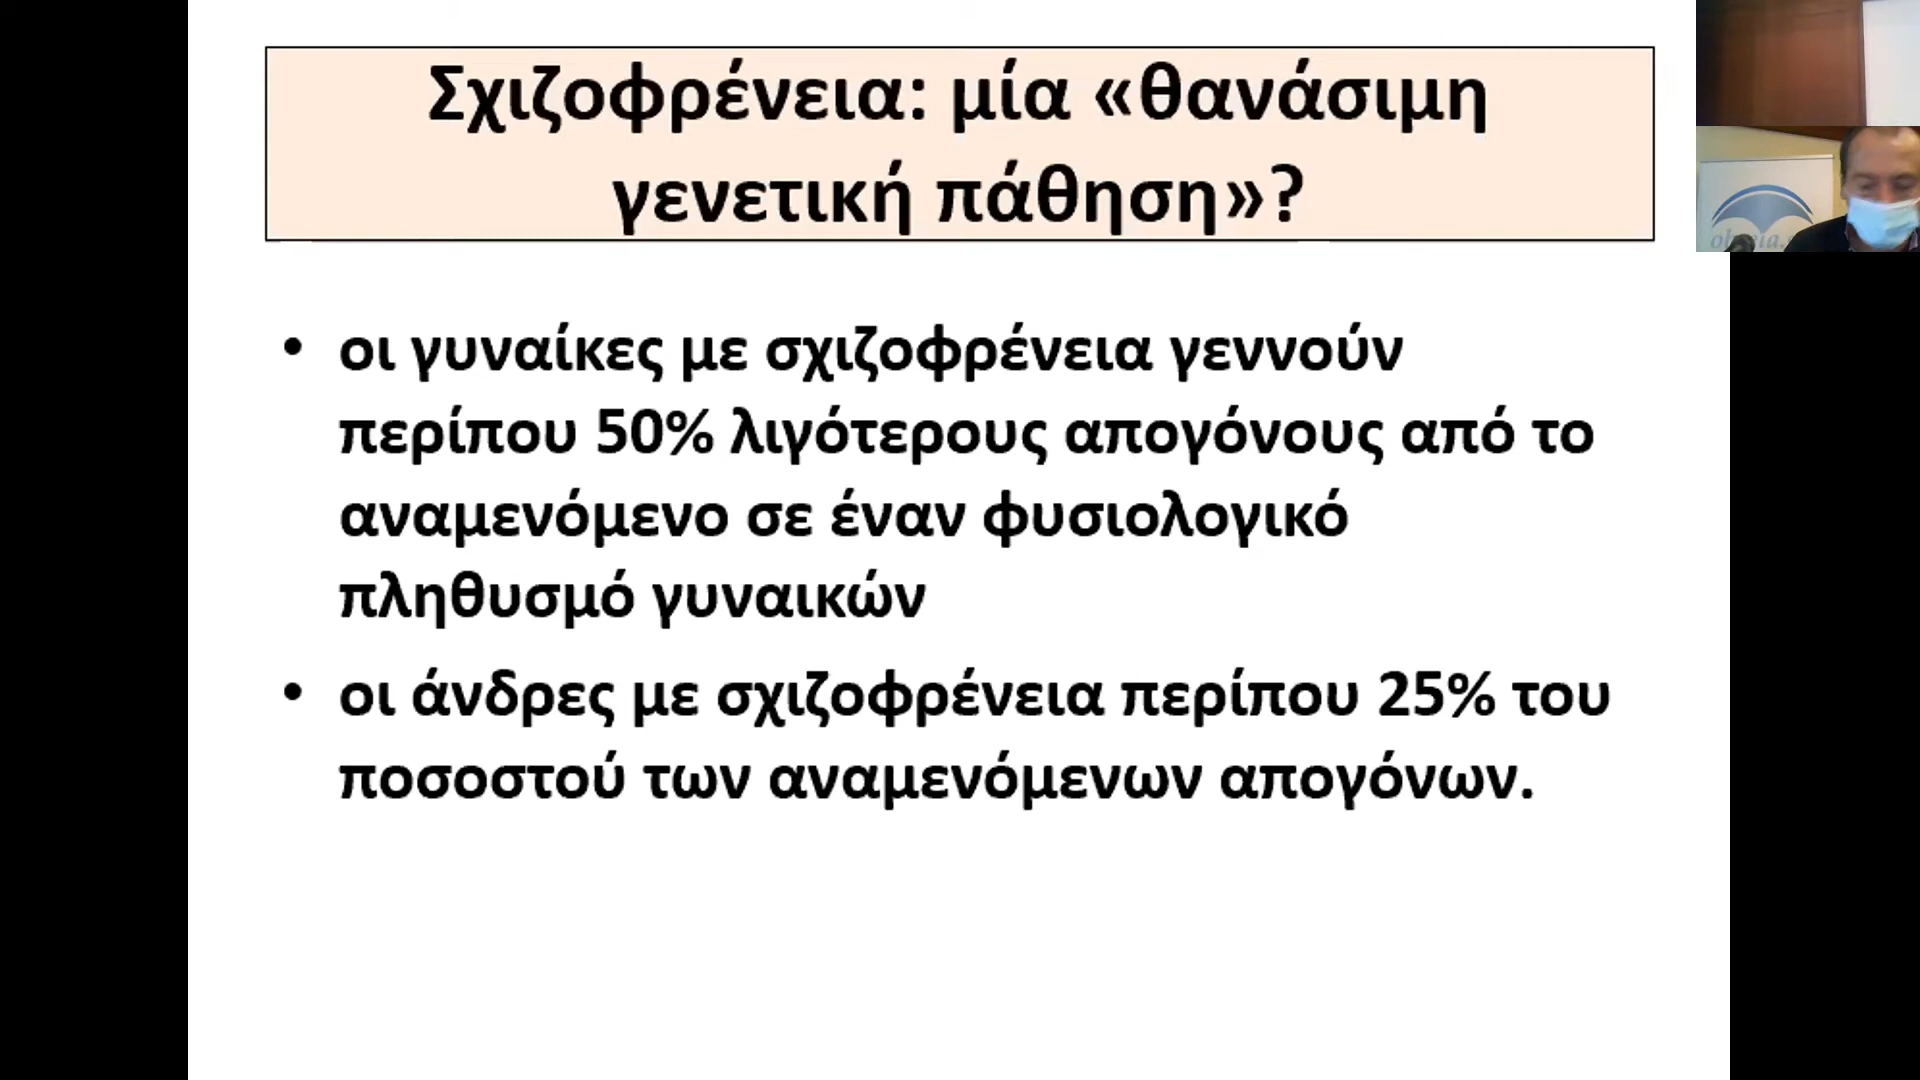 Σχιζοφρένεια: μία «θανάσιμη
γενετική πάθηση»?
• οι γυναίκες με σχιζοφρένεια γεννούν
περίπου 50% λιγότερους απογόνους από το
αναμενόμενο σε έναν φυσιολογικό
πληθυσμό γυναικών
• οι άνδρες με σχιζοφρένεια περίπου 25% του
ποσοστού των αναμενόμενων απογόνων.